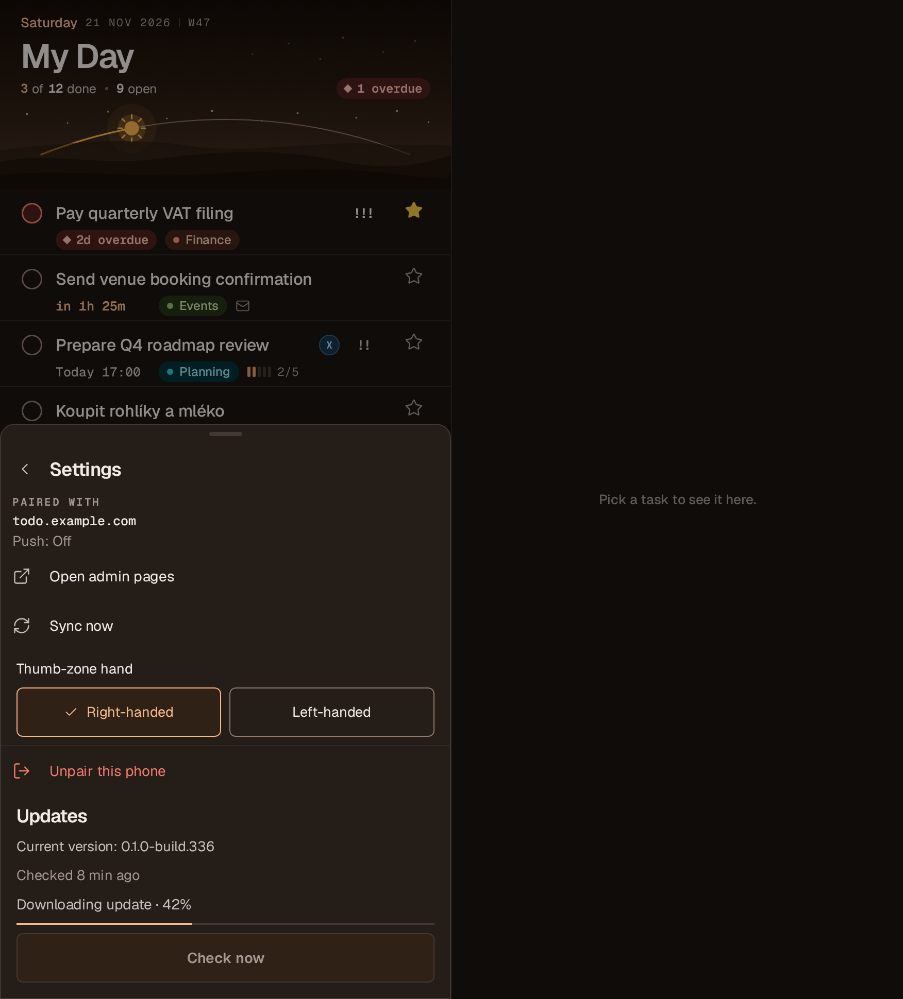 Saturday 21 NOV 2026 | W47
My Day
3 of 12 done • 9 open
1 overdue
Pay quarterly VAT filing !!!
2d overdue Finance
Send venue booking confirmation
in 1h 25m Events
Prepare Q4 roadmap review X !!
Today 17:00 Planning 2/5
Koupit rohlíky a mléko
Settings
PAIRED WITH
todo.example.com
Push: Off
Open admin pages
Sync now
Thumb-zone hand
Right-handed Left-handed
Unpair this phone
Updates
Current version: 0.1.0-build.336
Checked 8 min ago
Downloading update · 42%
Check now
Pick a task to see it here.